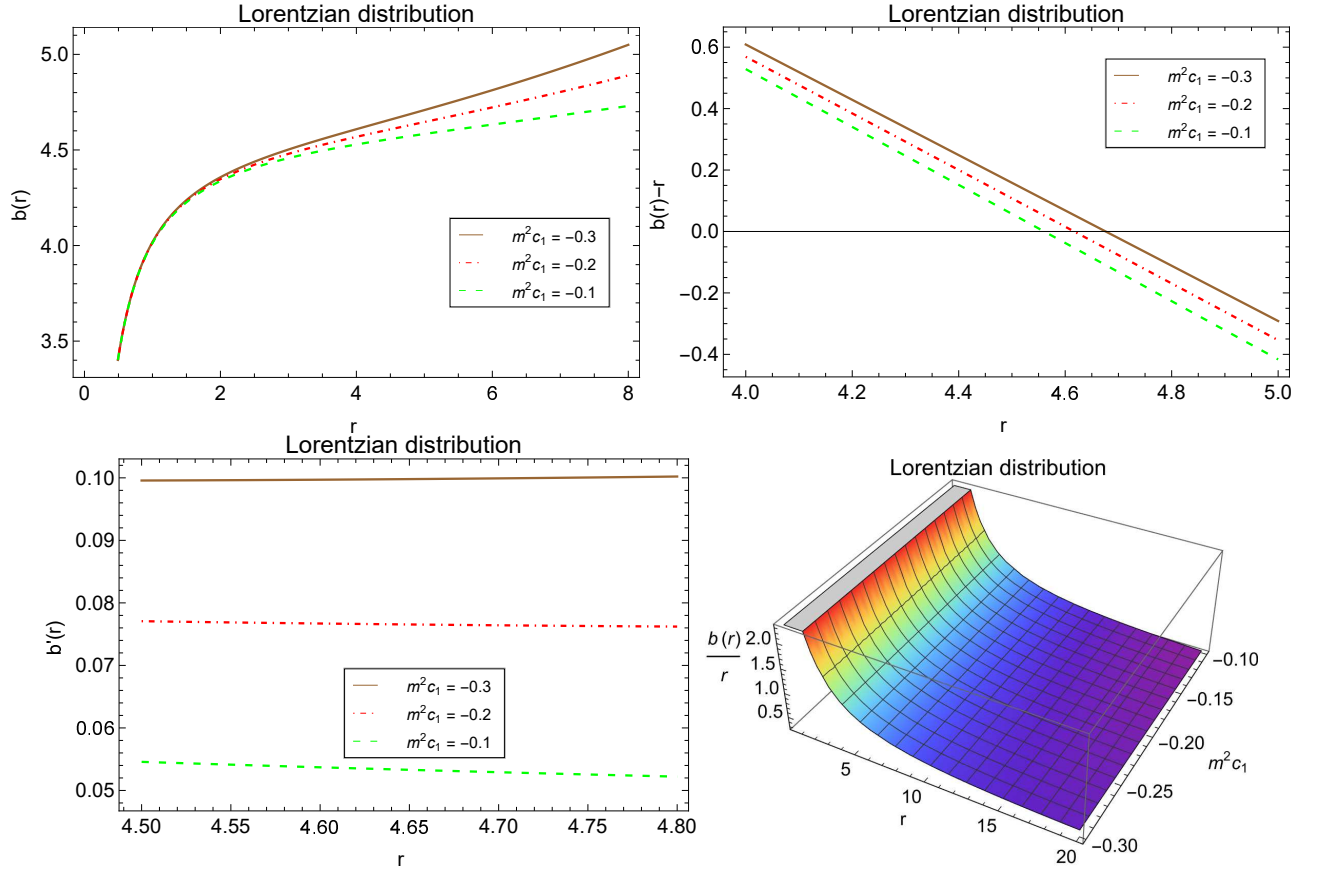 Lorentzian distribution
b(r)
5.0
4.5
4.0
3.5
m²c₁ = −0.3
m²c₁ = −0.2
m²c₁ = −0.1
0 2 4 6 8
r
Lorentzian distribution
b(r)−r
0.6
0.4
0.2
0.0
−0.2
−0.4
m²c₁ = −0.3
m²c₁ = −0.2
m²c₁ = −0.1
4.0 4.2 4.4 4.6 4.8 5.0
r
Lorentzian distribution
b'(r)
0.10
0.09
0.08
0.07
0.06
0.05
m²c₁ = −0.3
m²c₁ = −0.2
m²c₁ = −0.1
4.50 4.55 4.60 4.65 4.70 4.75 4.80
r
Lorentzian distribution
b(r)
r
2.0
1.5
1.0
0.5
5
10
15
20
r
−0.10
−0.15
−0.20
−0.25
−0.30
m²c₁